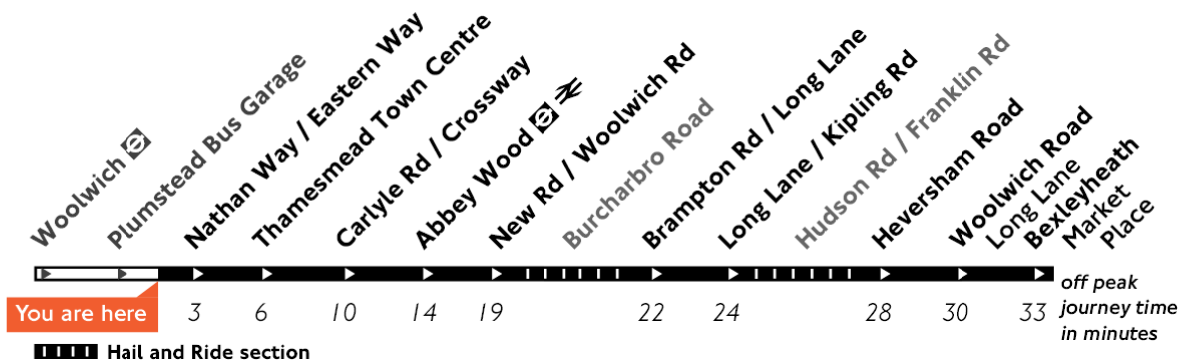 Woolwich
Plumstead Bus Garage
Nathan Way / Eastern Way
Thamesmead Town Centre
Carlyle Rd / Crossway
Abbey Wood
New Rd / Woolwich Rd
Burcharbro Road
Brampton Rd / Long Lane
Long Lane / Kipling Rd
Hudson Rd / Franklin Rd
Heversham Road
Woolwich Road
Long Lane
Bexleyheath
Market
Place
You are here
3 6 10 14 19 22 24 28 30 33
off peak
journey time
in minutes
Hail and Ride section